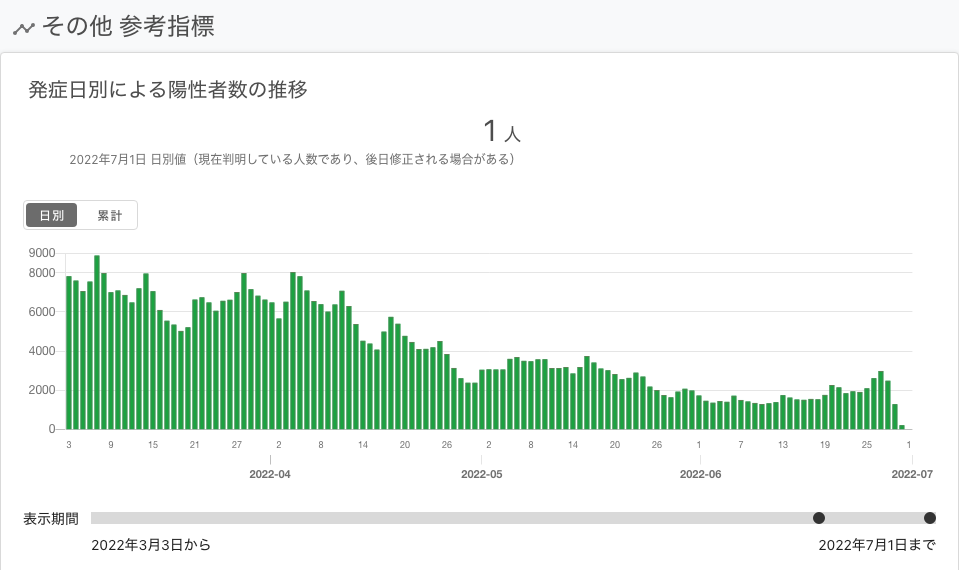 その他 参考指標
発症日別による陽性者数の推移
1 人
2022年7月1日 日別値（現在判明している人数であり、後日修正される場合がある）
日別 累計
9000
8000
6000
4000
2000
0
3 9 15 21 27 2 8 14 20 26 2 8 14 20 26 1 7 13 19 25 1
2022-04 2022-05 2022-06 2022-07
表示期間
2022年3月3日から 2022年7月1日まで